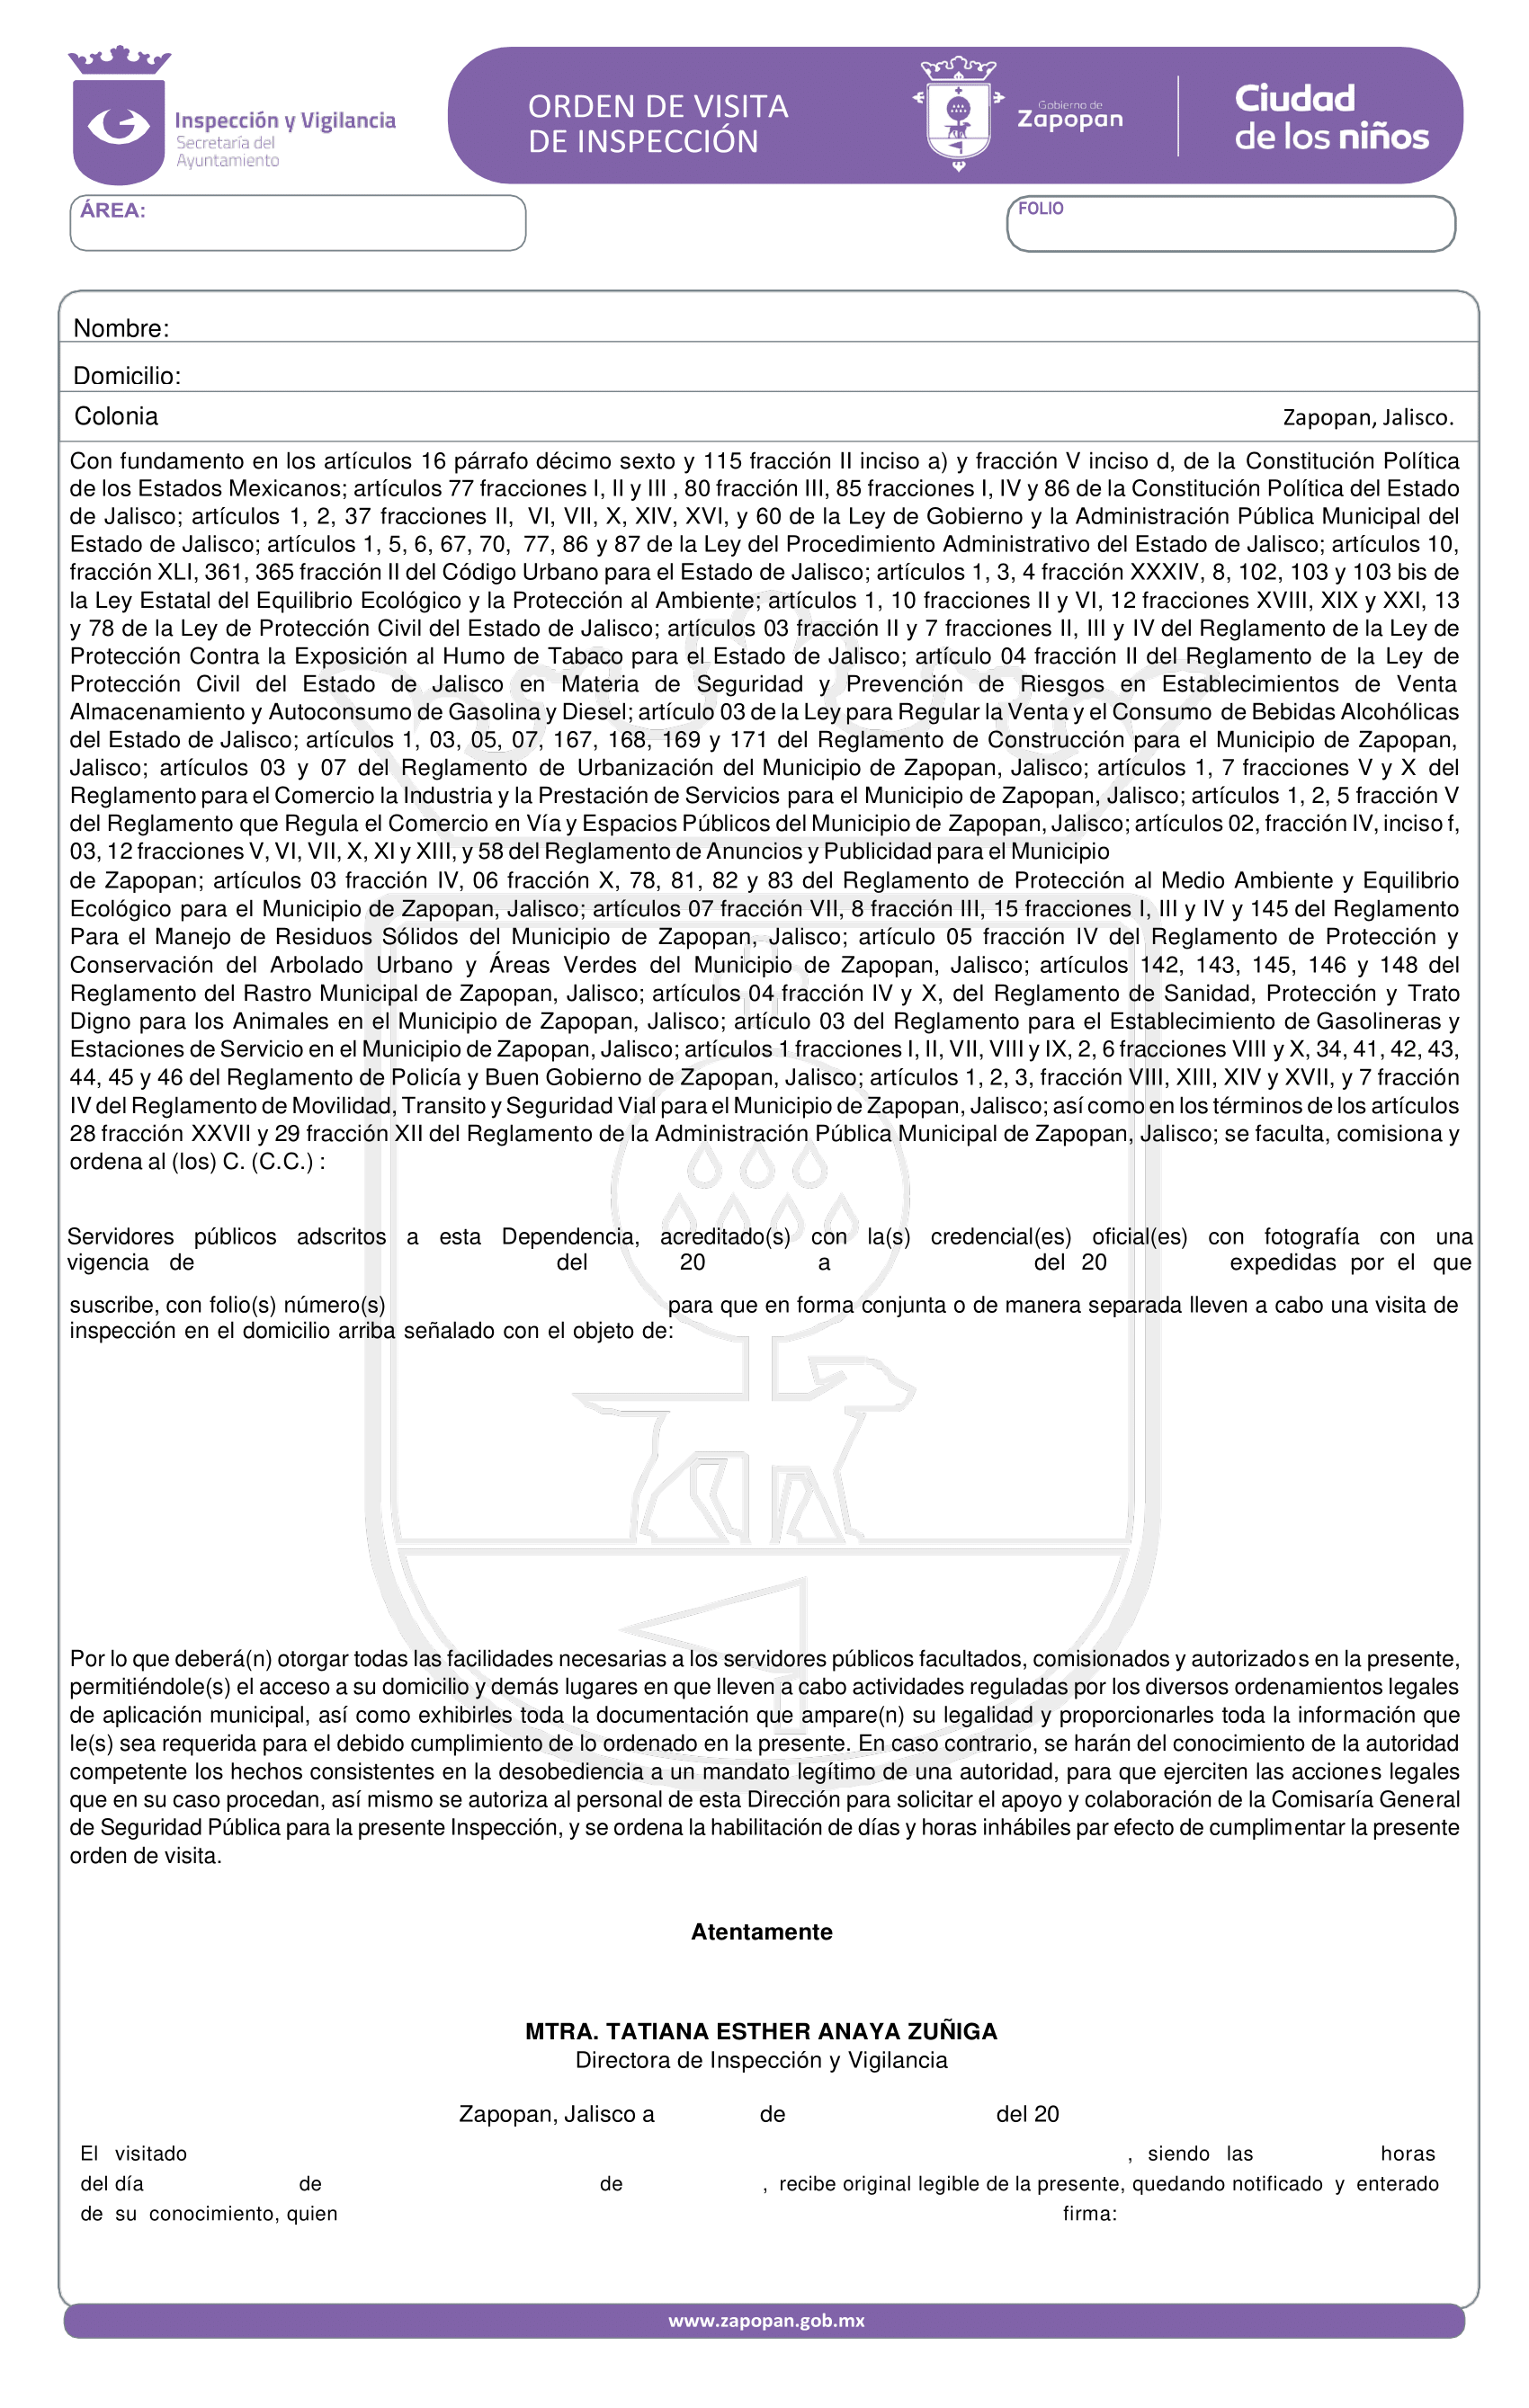 Inspección y Vigilancia
Secretaría del
Ayuntamiento
ORDEN DE VISITA
DE INSPECCIÓN
Gobierno de
Zapopan
Ciudad
de los niños
ÁREA:
FOLIO
Nombre:
Domicilio:
Colonia Zapopan, Jalisco.
Con fundamento en los artículos 16 párrafo décimo sexto y 115 fracción II inciso a) y fracción V inciso d, de la Constitución Política
de los Estados Mexicanos; artículos 77 fracciones I, II y III , 80 fracción III, 85 fracciones I, IV y 86 de la Constitución Política del Estado
de Jalisco; artículos 1, 2, 37 fracciones II, VI, VII, X, XIV, XVI, y 60 de la Ley de Gobierno y la Administración Pública Municipal del
Estado de Jalisco; artículos 1, 5, 6, 67, 70, 77, 86 y 87 de la Ley del Procedimiento Administrativo del Estado de Jalisco; artículos 10,
fracción XLI, 361, 365 fracción II del Código Urbano para el Estado de Jalisco; artículos 1, 3, 4 fracción XXXIV, 8, 102, 103 y 103 bis de
la Ley Estatal del Equilibrio Ecológico y la Protección al Ambiente; artículos 1, 10 fracciones II y VI, 12 fracciones XVIII, XIX y XXI, 13
y 78 de la Ley de Protección Civil del Estado de Jalisco; artículos 03 fracción II y 7 fracciones II, III y IV del Reglamento de la Ley de
Protección Contra la Exposición al Humo de Tabaco para el Estado de Jalisco; artículo 04 fracción II del Reglamento de la Ley de
Protección Civil del Estado de Jalisco en Materia de Seguridad y Prevención de Riesgos en Establecimientos de Venta
Almacenamiento y Autoconsumo de Gasolina y Diesel; artículo 03 de la Ley para Regular la Venta y el Consumo de Bebidas Alcohólicas
del Estado de Jalisco; artículos 1, 03, 05, 07, 167, 168, 169 y 171 del Reglamento de Construcción para el Municipio de Zapopan,
Jalisco; artículos 03 y 07 del Reglamento de Urbanización del Municipio de Zapopan, Jalisco; artículos 1, 7 fracciones V y X del
Reglamento para el Comercio la Industria y la Prestación de Servicios para el Municipio de Zapopan, Jalisco; artículos 1, 2, 5 fracción V
del Reglamento que Regula el Comercio en Vía y Espacios Públicos del Municipio de Zapopan, Jalisco; artículos 02, fracción IV, inciso f,
03, 12 fracciones V, VI, VII, X, XI y XIII, y 58 del Reglamento de Anuncios y Publicidad para el Municipio
de Zapopan; artículos 03 fracción IV, 06 fracción X, 78, 81, 82 y 83 del Reglamento de Protección al Medio Ambiente y Equilibrio
Ecológico para el Municipio de Zapopan, Jalisco; artículos 07 fracción VII, 8 fracción III, 15 fracciones I, III y IV y 145 del Reglamento
Para el Manejo de Residuos Sólidos del Municipio de Zapopan, Jalisco; artículo 05 fracción IV del Reglamento de Protección y
Conservación del Arbolado Urbano y Áreas Verdes del Municipio de Zapopan, Jalisco; artículos 142, 143, 145, 146 y 148 del
Reglamento del Rastro Municipal de Zapopan, Jalisco; artículos 04 fracción IV y X, del Reglamento de Sanidad, Protección y Trato
Digno para los Animales en el Municipio de Zapopan, Jalisco; artículo 03 del Reglamento para el Establecimiento de Gasolineras y
Estaciones de Servicio en el Municipio de Zapopan, Jalisco; artículos 1 fracciones I, II, VII, VIII y IX, 2, 6 fracciones VIII y X, 34, 41, 42, 43,
44, 45 y 46 del Reglamento de Policía y Buen Gobierno de Zapopan, Jalisco; artículos 1, 2, 3, fracción VIII, XIII, XIV y XVII, y 7 fracción
IV del Reglamento de Movilidad, Transito y Seguridad Vial para el Municipio de Zapopan, Jalisco; así como en los términos de los artículos
28 fracción XXVII y 29 fracción XII del Reglamento de la Administración Pública Municipal de Zapopan, Jalisco; se faculta, comisiona y
ordena al (los) C. (C.C.) :
Servidores públicos adscritos a esta Dependencia, acreditado(s) con la(s) credencial(es) oficial(es) con fotografía con una
vigencia de del 20 a del 20 expedidas por el que
suscribe, con folio(s) número(s) para que en forma conjunta o de manera separada lleven a cabo una visita de
inspección en el domicilio arriba señalado con el objeto de:
Por lo que deberá(n) otorgar todas las facilidades necesarias a los servidores públicos facultados, comisionados y autorizados en la presente,
permitiéndole(s) el acceso a su domicilio y demás lugares en que lleven a cabo actividades reguladas por los diversos ordenamientos legales
de aplicación municipal, así como exhibirles toda la documentación que ampare(n) su legalidad y proporcionarles toda la información que
le(s) sea requerida para el debido cumplimiento de lo ordenado en la presente. En caso contrario, se harán del conocimiento de la autoridad
competente los hechos consistentes en la desobediencia a un mandato legítimo de una autoridad, para que ejerciten las acciones legales
que en su caso procedan, así mismo se autoriza al personal de esta Dirección para solicitar el apoyo y colaboración de la Comisaría General
de Seguridad Pública para la presente Inspección, y se ordena la habilitación de días y horas inhábiles par efecto de cumplimentar la presente
orden de visita.
Atentamente
MTRA. TATIANA ESTHER ANAYA ZUÑIGA
Directora de Inspección y Vigilancia
Zapopan, Jalisco a de del 20
El visitado , siendo las horas
del día de de , recibe original legible de la presente, quedando notificado y enterado
de su conocimiento, quien firma:
www.zapopan.gob.mx